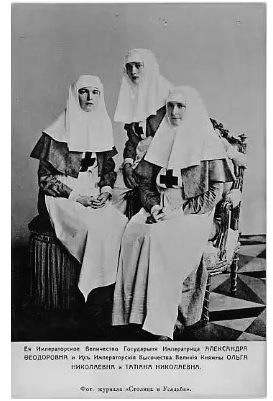 Ея Императорское Величество Государыня Императрица АЛЕКСАНДРА
ѲЕОДОРОВНА и Ихъ Императорскія Высочества Великія Княжны ОЛЬГА
НИКОЛАЕВНА и ТАТІАНА НИКОЛАЕВНА.
Фот. журнала «Столица и Усадьба».